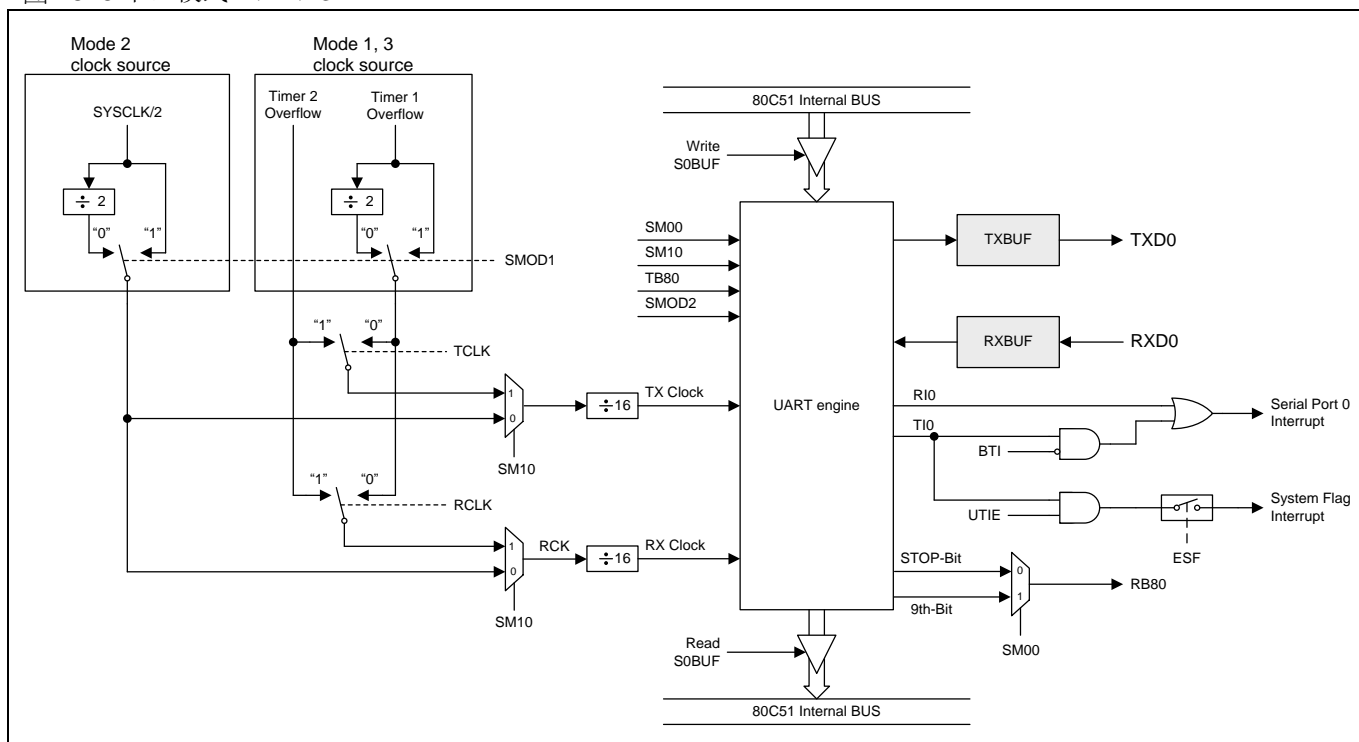 Mode 2
clock source
Mode 1, 3
clock source
SYSCLK/2
Timer 2
Overflow
Timer 1
Overflow
÷ 2
÷ 2
"0"
"1"
"0"
"1"
SMOD1
"1"
"0"
TCLK
1
0
SM10
÷16
TX Clock
"1"
"0"
RCLK
1
0
SM10
RCK
÷16
RX Clock
80C51 Internal BUS
Write
S0BUF
SM00
SM10
TB80
SMOD2
UART engine
TXBUF
TXD0
RXBUF
RXD0
RI0
TI0
BTI
Serial Port 0
Interrupt
UTIE
System Flag
Interrupt
ESF
STOP-Bit
9th-Bit
0
1
RB80
SM00
Read
S0BUF
80C51 Internal BUS